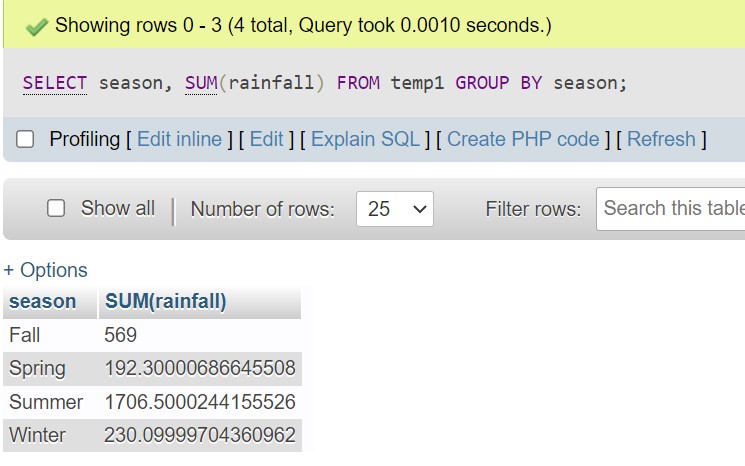 Showing rows 0 - 3 (4 total, Query took 0.0010 seconds.)
SELECT season, SUM(rainfall) FROM temp1 GROUP BY season;
Profiling [ Edit inline ] [ Edit ] [ Explain SQL ] [ Create PHP code ] [ Refresh ]
Show all | Number of rows: 25 Filter rows: Search this table
+ Options
season SUM(rainfall)
Fall 569
Spring 192.30000686645508
Summer 1706.5000244155526
Winter 230.09999704360962